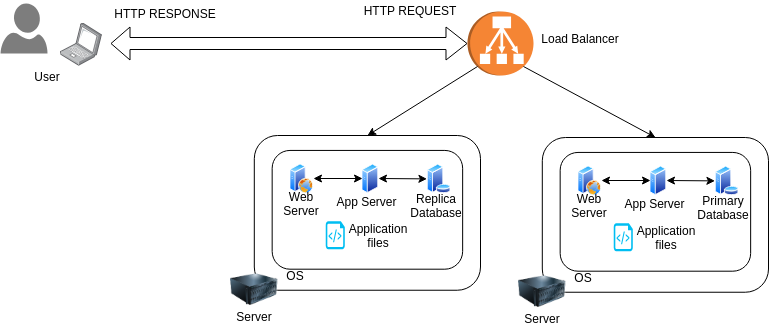 HTTP RESPONSE
HTTP REQUEST
Load Balancer
User
Web
Server
App Server
Replica
Database
Application
files
OS
Server
Web
Server
App Server
Primary
Database
Application
files
OS
Server